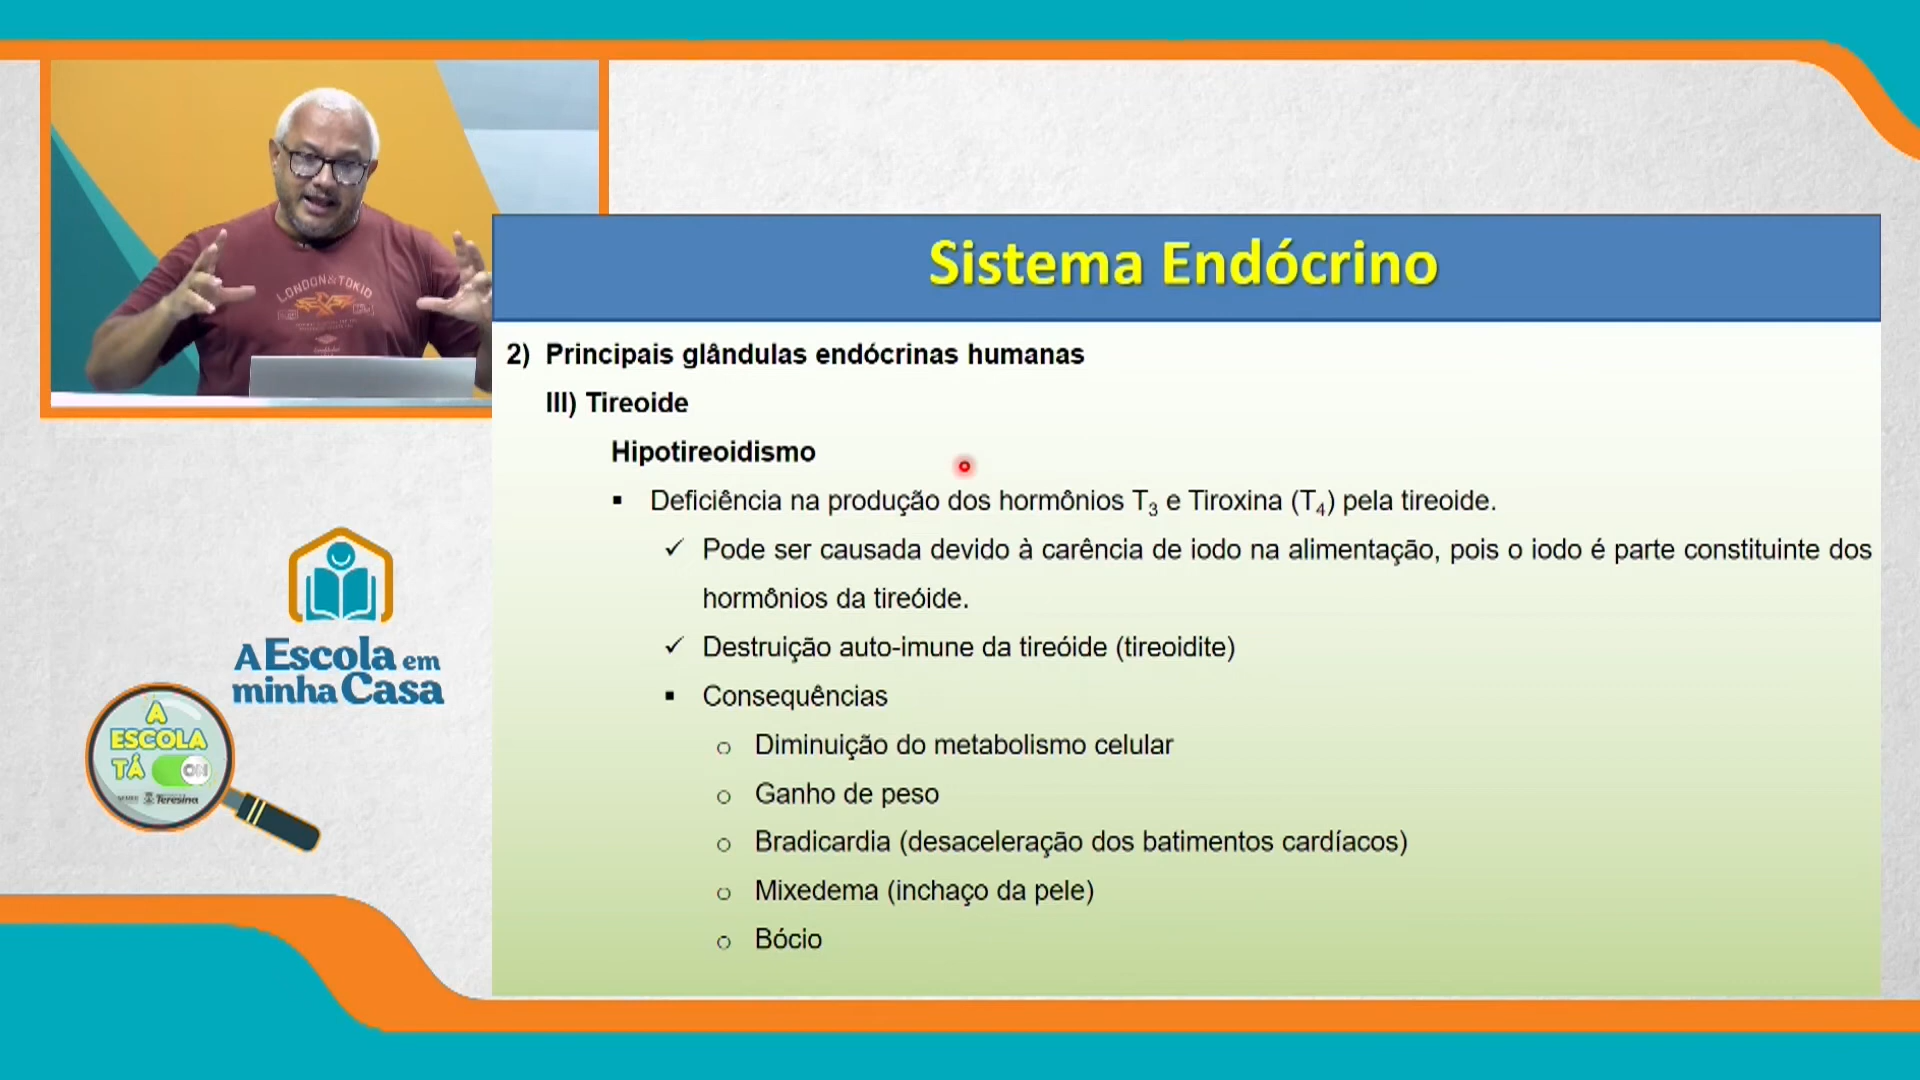 LONDON & TOKIO
Sistema Endócrino
2) Principais glândulas endócrinas humanas
III) Tireoide
Hipotireoidismo
▪ Deficiência na produção dos hormônios T₃ e Tiroxina (T₄) pela tireoide.
✓ Pode ser causada devido à carência de iodo na alimentação, pois o iodo é parte constituinte dos
hormônios da tireóide.
✓ Destruição auto-imune da tireóide (tireoidite)
▪ Consequências
o Diminuição do metabolismo celular
o Ganho de peso
o Bradicardia (desaceleração dos batimentos cardíacos)
o Mixedema (inchaço da pele)
o Bócio
A Escola em
minha Casa
A
ESCOLA
TÁ ON
Teresina